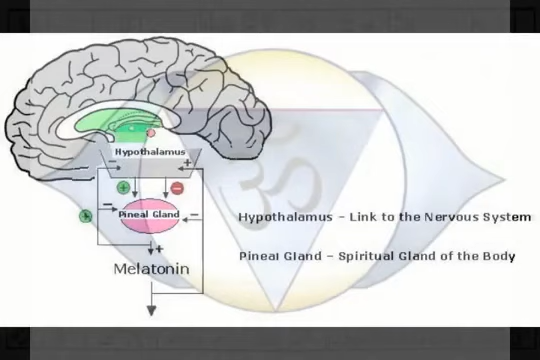 Hypothalamus
- +
+ -
Pineal Gland
- -
+
Melatonin
Hypothalamus – Link to the Nervous System
Pineal Gland – Spiritual Gland of the Body
ॐ